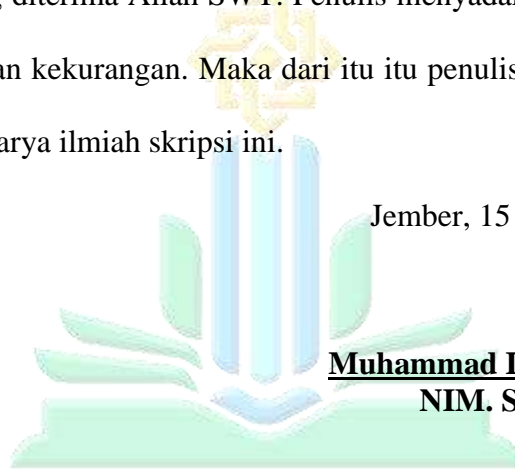 diterima Allah SWT. Penulis menyadar
an kekurangan. Maka dari itu itu penulis
arya ilmiah skripsi ini.
Jember, 15
Muhammad
NIM. S